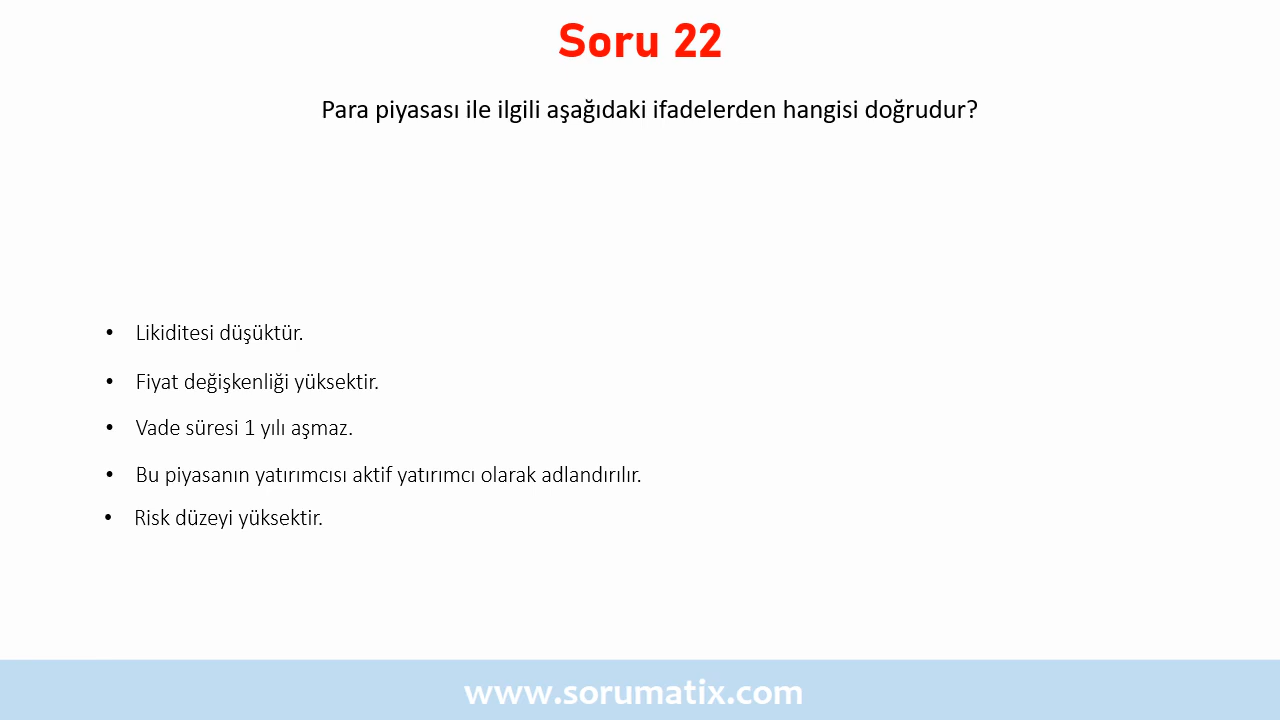 Soru 22
Para piyasası ile ilgili aşağıdaki ifadelerden hangisi doğrudur?
• Likiditesi düşüktür.
• Fiyat değişkenliği yüksektir.
• Vade süresi 1 yılı aşmaz.
• Bu piyasanın yatırımcısı aktif yatırımcı olarak adlandırılır.
• Risk düzeyi yüksektir.
www.sorumatix.com